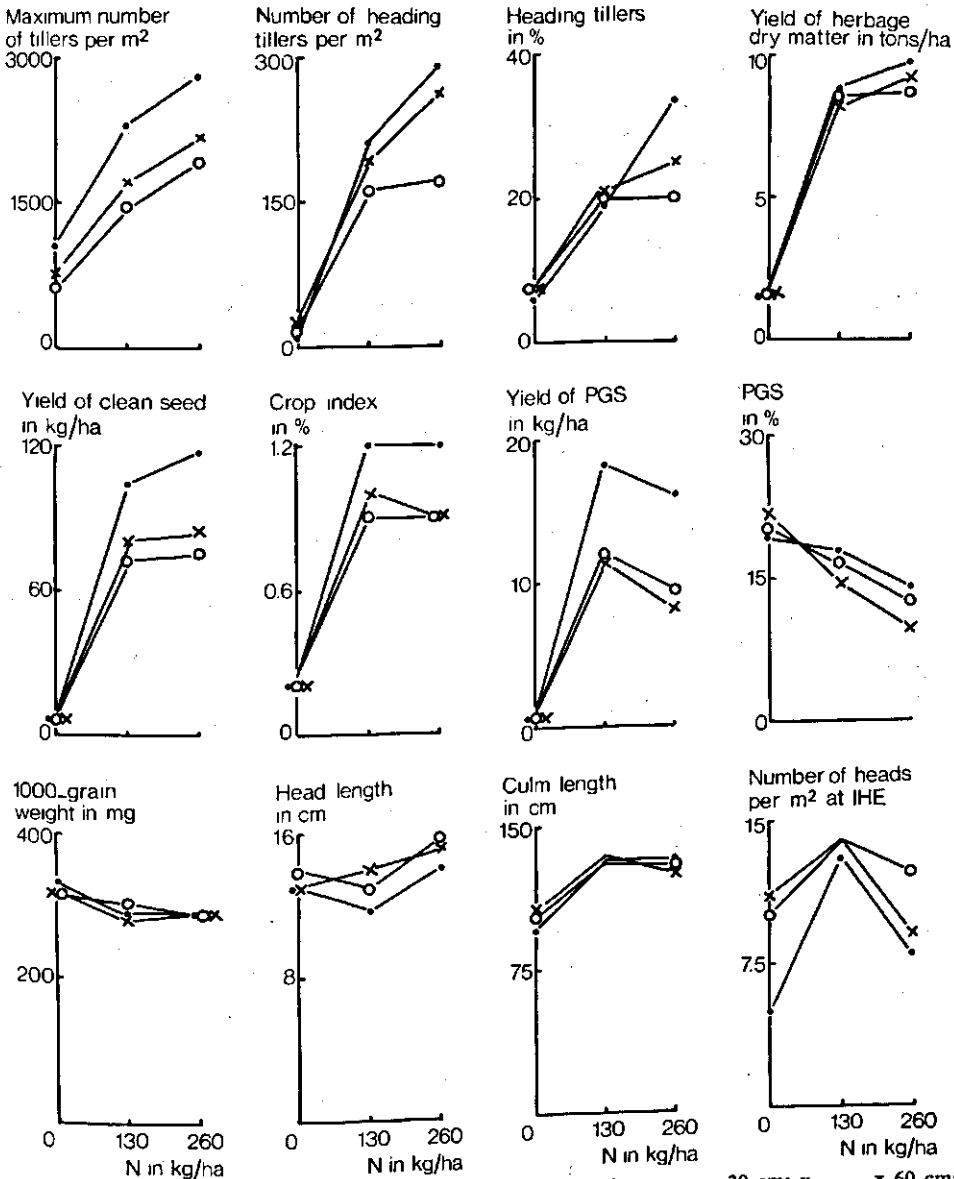 Maximum number
of tillers per m²
3000
1500
0
Number of heading
tillers per m²
300
150
0
Heading tillers
in %
40
20
0
Yield of herbage
dry matter in tons/ha
10
5
0
Yield of clean seed
in kg/ha
120
60
0
Crop index
in %
1.2
0.6
0
Yield of PGS
in kg/ha
20
10
0
PGS
in %
30
15
0
1000-grain
weight in mg
400
200
0 130 260
N in kg/ha
Head length
in cm
16
8
0 130 260
N in kg/ha
Culm length
in cm
150
75
0 130 260
N in kg/ha
Number of heads
per m² at IHE
15
7.5
0 130 260
N in kg/ha
x 60 cm